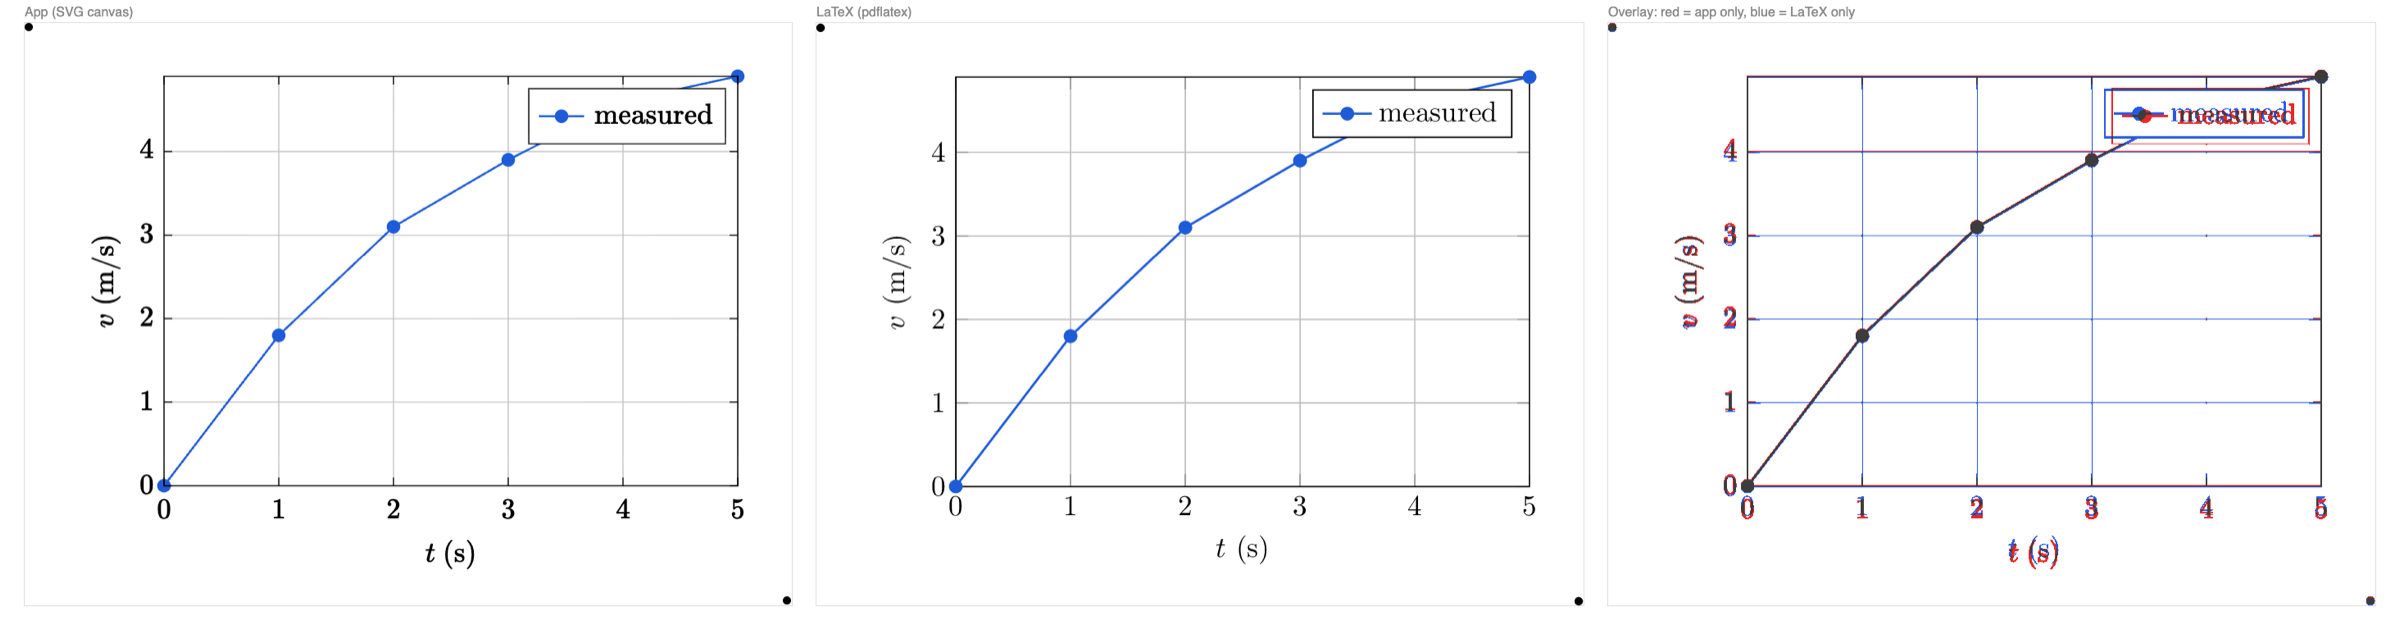 App (SVG canvas)
measured
4
3
2
1
0
v (m/s)
0 1 2 3 4 5
t (s)
LaTeX (pdflatex)
measured
4
3
2
1
0
v (m/s)
0 1 2 3 4 5
t (s)
Overlay: red = app only, blue = LaTeX only
measured
4
3
2
1
0
v (m/s)
0 1 2 3 4 5
t (s)